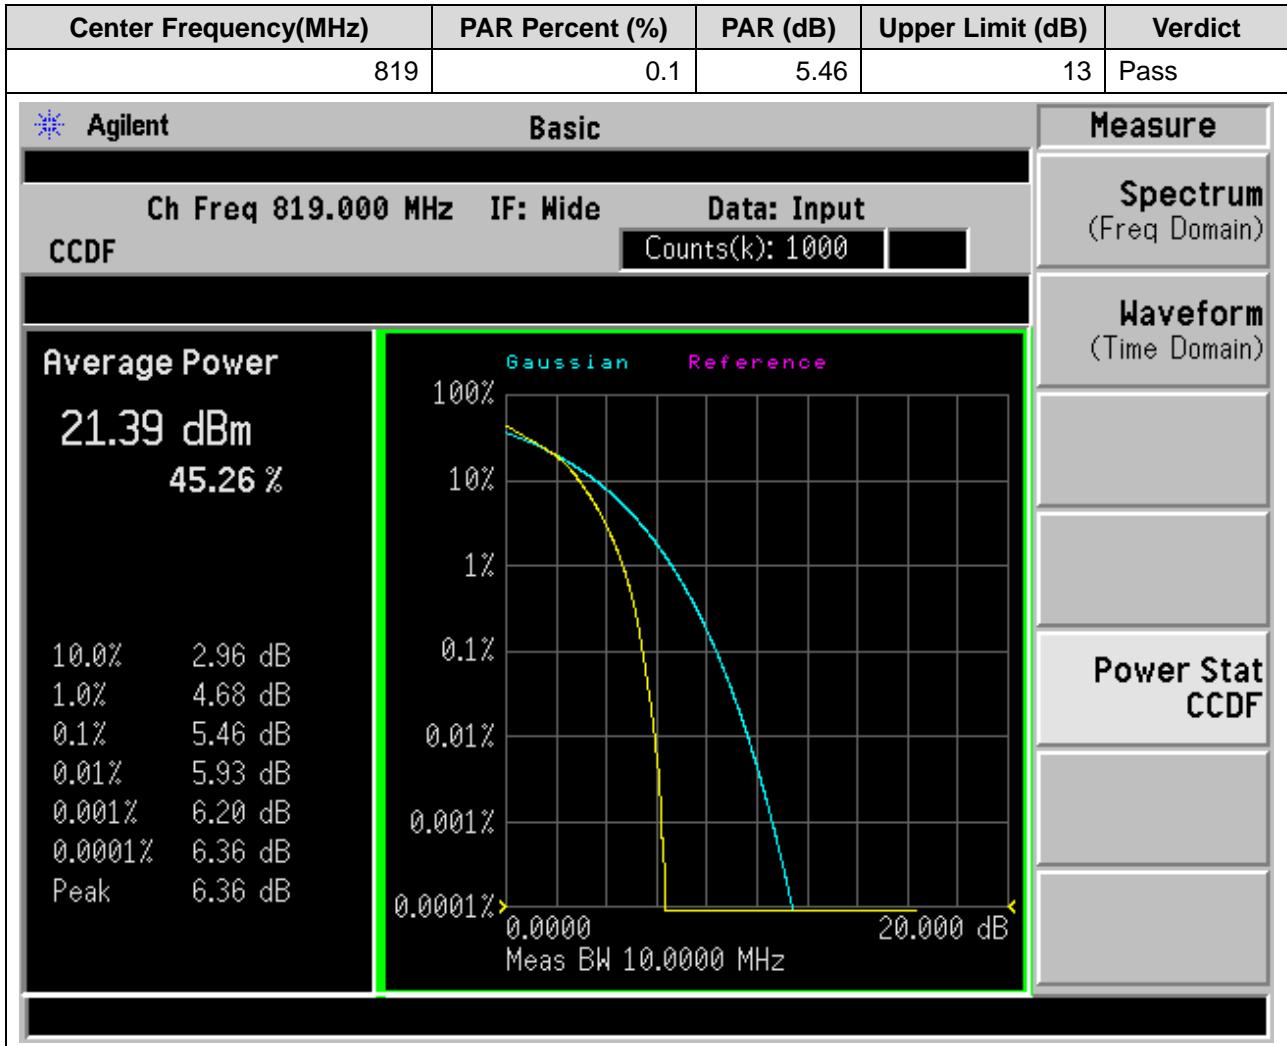 Center Frequency(MHz) PAR Percent (%) PAR (dB) Upper Limit (dB) Verdict
819 0.1 5.46 13 Pass
Agilent Basic Measure
Ch Freq 819.000 MHz IF: Wide Data: Input
CCDF Counts(k): 1000
Spectrum
(Freq Domain)
Waveform
(Time Domain)
Power Stat
CCDF
Average Power
21.39 dBm
45.26 %
10.0% 2.96 dB
1.0% 4.68 dB
0.1% 5.46 dB
0.01% 5.93 dB
0.001% 6.20 dB
0.0001% 6.36 dB
Peak 6.36 dB
Gaussian Reference
100%
10%
1%
0.1%
0.01%
0.001%
0.0001%
0.0000 20.000 dB
Meas BW 10.0000 MHz